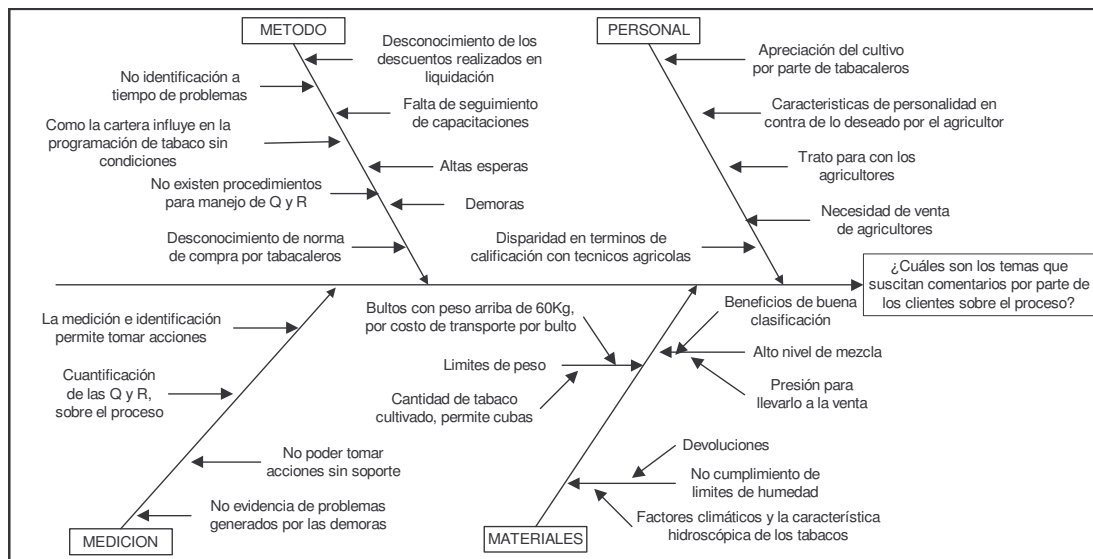 METODO
PERSONAL
Desconocimiento de los
descuentos realizados en
liquidación
No identificación a
tiempo de problemas
Falta de seguimiento
de capacitaciones
Como la cartera influye en la
programación de tabaco sin
condiciones
Altas esperas
No existen procedimientos
para manejo de Q y R
Demoras
Desconocimiento de norma
de compra por tabacaleros
Apreciación del cultivo
por parte de tabacaleros
Caracteristicas de personalidad en
contra de lo deseado por el agricultor
Trato para con los
agricultores
Necesidad de venta
de agricultores
Disparidad en terminos de
calificación con tecnicos agricolas
¿Cuáles son los temas que
suscitan comentarios por parte de
los clientes sobre el proceso?
La medición e identificación
permite tomar acciones
Cuantificación
de las Q y R,
sobre el proceso
No poder tomar
acciones sin soporte
No evidencia de problemas
generados por las demoras
MEDICION
Bultos con peso arriba de 60Kg,
por costo de transporte por bulto
Limites de peso
Cantidad de tabaco
cultivado, permite cubas
Beneficios de buena
clasificación
Alto nivel de mezcla
Presión para
llevarlo a la venta
Devoluciones
No cumplimiento de
limites de humedad
Factores climáticos y la característica
hidroscópica de los tabacos
MATERIALES